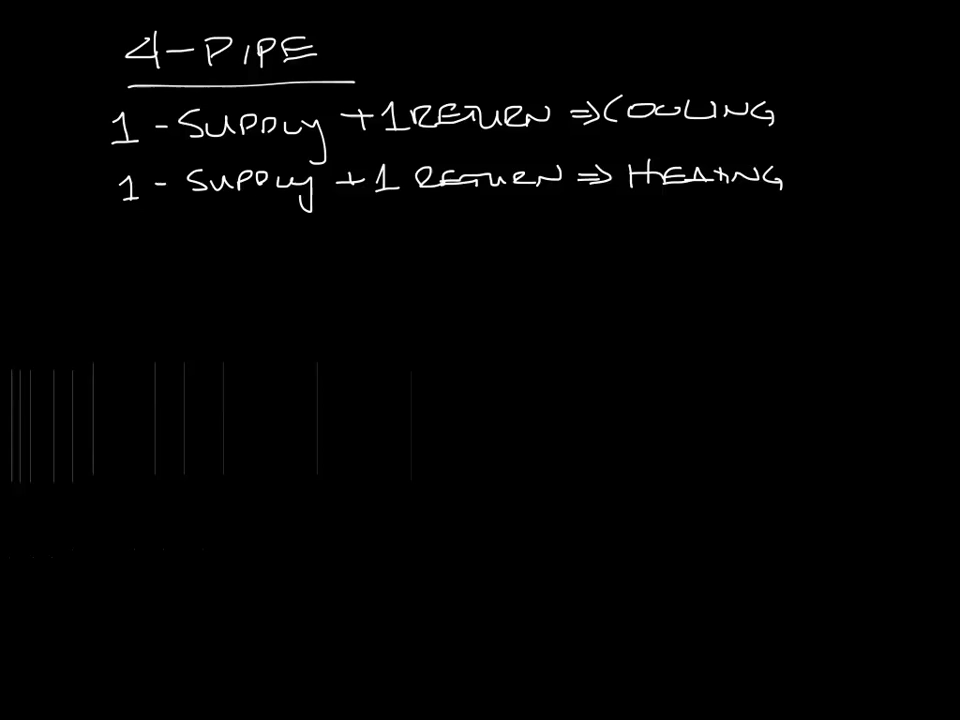 4-PIPE
1 - SUPPLY + 1 RETURN ⇒ COOLING
1 - SUPPLY + 1 RETURN ⇒ HEATING